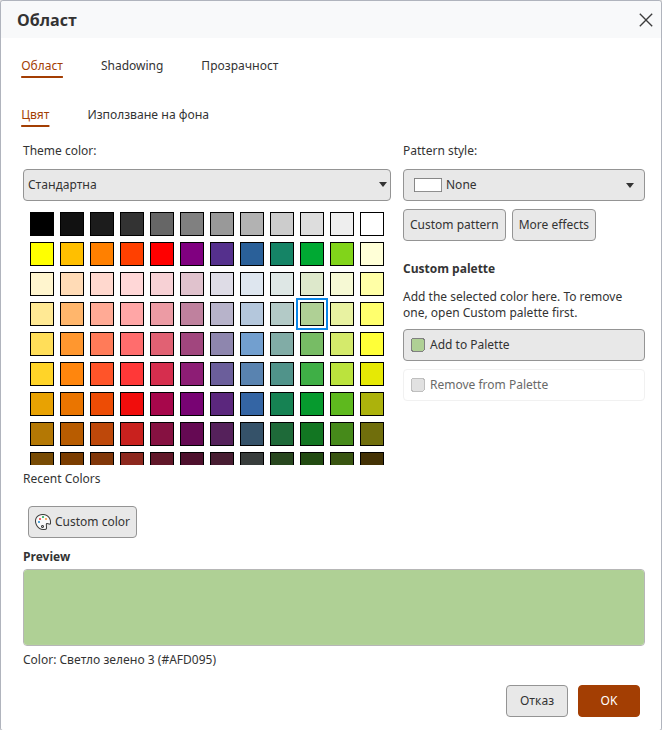 Област
Област Shadowing Прозрачност
Цвят Използване на фона
Theme color:
Стандартна
Pattern style:
None
Custom pattern More effects
Custom palette
Add the selected color here. To remove
one, open Custom palette first.
Add to Palette
Remove from Palette
Recent Colors
Custom color
Preview
Color: Светло зелено 3 (#AFD095)
Отказ OK